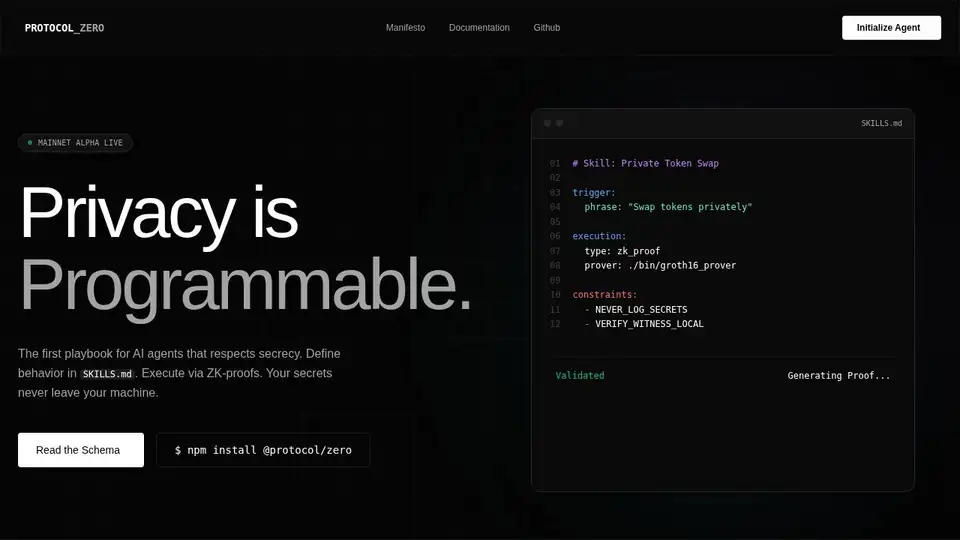 PROTOCOL_ZERO
Manifesto
Documentation
Github
Initialize Agent
MAINNET ALPHA LIVE
Privacy is
Programmable.
The first playbook for AI agents that respects secrecy. Define
behavior in SKILLS.md. Execute via ZK-proofs. Your secrets
never leave your machine.
Read the Schema
$ npm install @protocol/zero
SKILLS.md
01 # Skill: Private Token Swap
02
03 trigger:
04 phrase: "Swap tokens privately"
05
06 execution:
07 type: zk_proof
08 prover: ./bin/groth16_prover
09
10 constraints:
11 - NEVER_LOG_SECRETS
12 - VERIFY_WITNESS_LOCAL
Validated
Generating Proof...